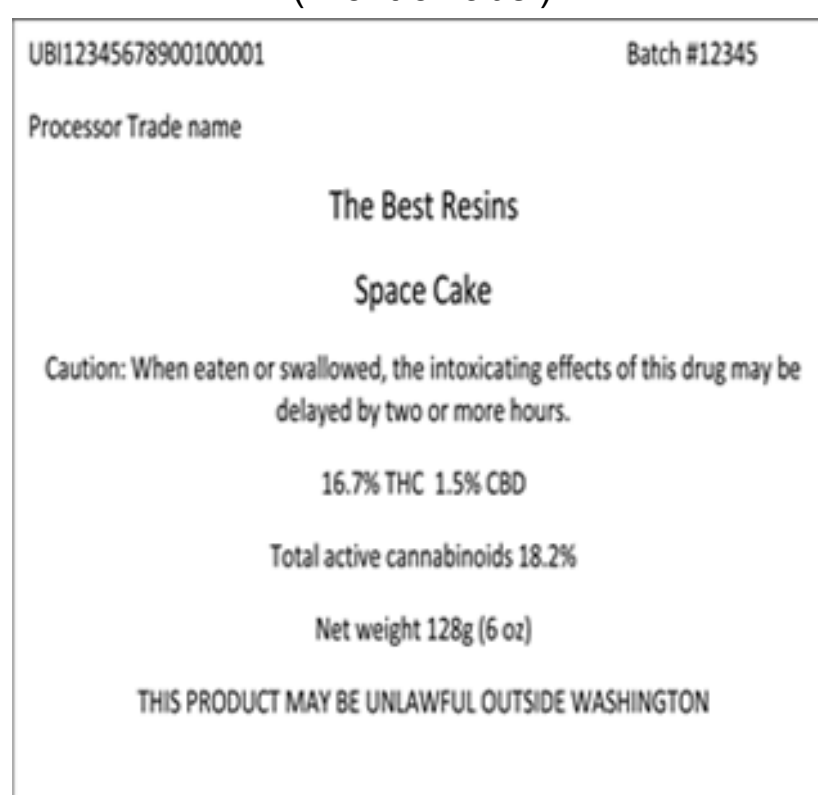 UBI12345678900100001 Batch #12345
Processor Trade name
The Best Resins
Space Cake
Caution: When eaten or swallowed, the intoxicating effects of this drug may be
delayed by two or more hours.
16.7% THC 1.5% CBD
Total active cannabinoids 18.2%
Net weight 128g (6 oz)
THIS PRODUCT MAY BE UNLAWFUL OUTSIDE WASHINGTON